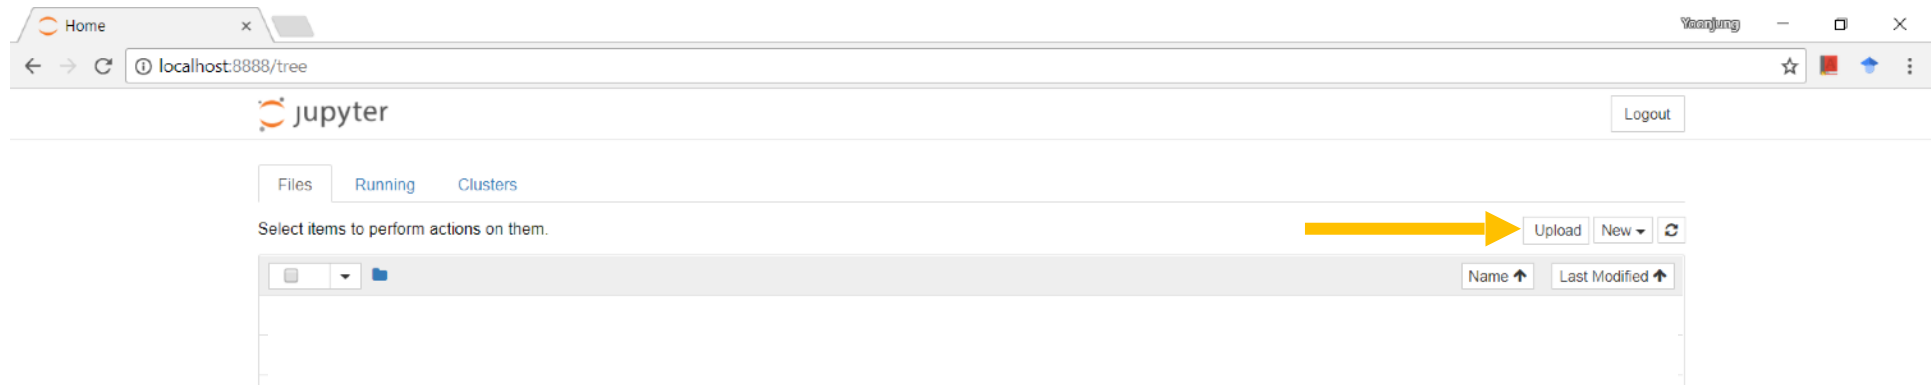 Home
Yaanjung
localhost:8888/tree
jupyter
Logout
Files Running Clusters
Select items to perform actions on them.
Upload New
Name Last Modified